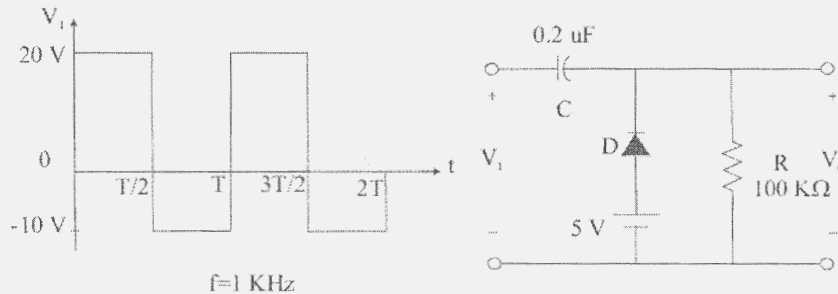 V₁
20 V
0
-10 V
T/2
T
3T/2
2T
t
f=1 KHz
0.2 uF
C
+
+
V₁
D
R
100 KΩ
V
5 V
-
-